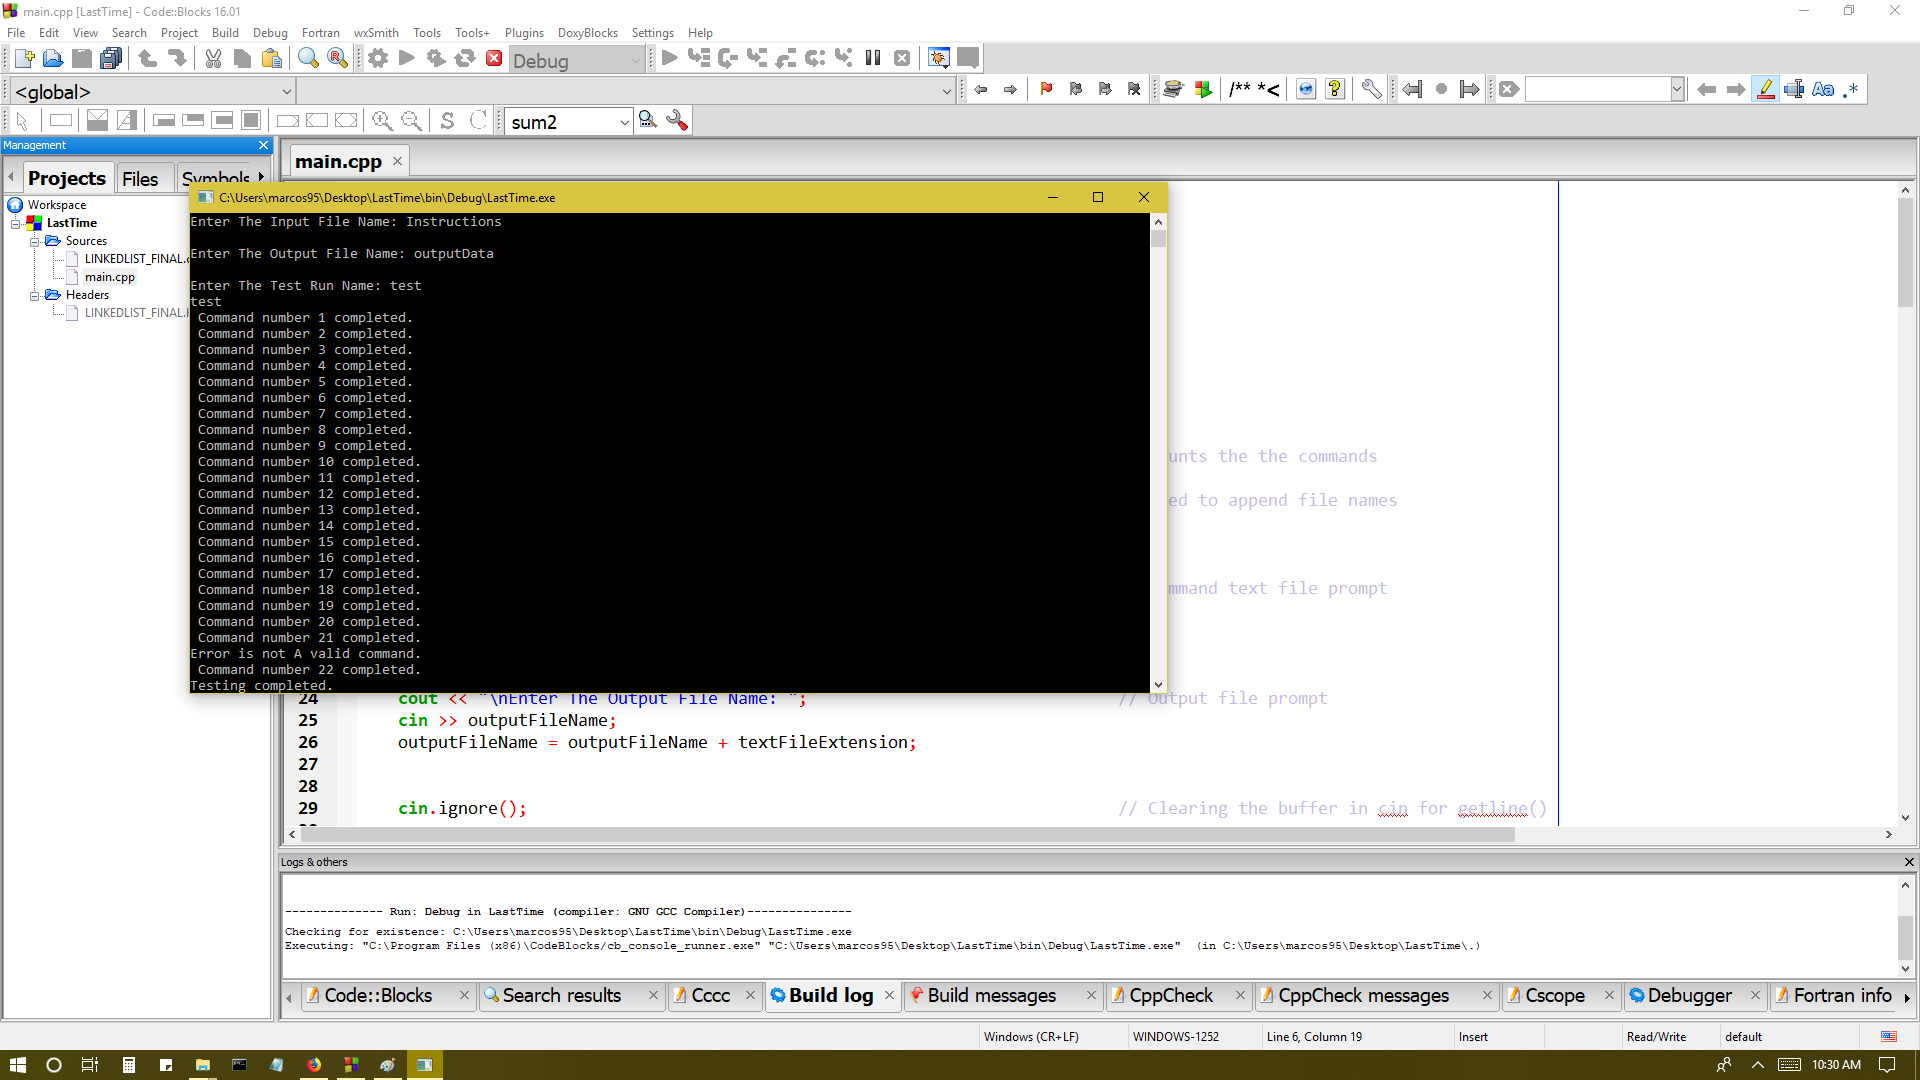 main.cpp [LastTime] - Code::Blocks 16.01
File Edit View Search Project Build Debug Fortran wxSmith Tools Tools+ Plugins DoxyBlocks Settings Help
Debug
<global>
/** *<
Aa .*
S C
sum2
Management
Projects Files Symbols
main.cpp
Workspace
LastTime
Sources
LINKEDLIST_FINAL.
main.cpp
Headers
LINKEDLIST_FINAL.
C:\Users\marcos95\Desktop\LastTime\bin\Debug\LastTime.exe
Enter The Input File Name: Instructions
Enter The Output File Name: outputData
Enter The Test Run Name: test
test
Command number 1 completed.
Command number 2 completed.
Command number 3 completed.
Command number 4 completed.
Command number 5 completed.
Command number 6 completed.
Command number 7 completed.
Command number 8 completed.
Command number 9 completed.
Command number 10 completed.
Command number 11 completed.
Command number 12 completed.
Command number 13 completed.
Command number 14 completed.
Command number 15 completed.
Command number 16 completed.
Command number 17 completed.
Command number 18 completed.
Command number 19 completed.
Command number 20 completed.
Command number 21 completed.
Error is not A valid command.
Command number 22 completed.
Testing completed.
unts the the commands
ed to append file names
mmand text file prompt
24 cout << "\nEnter The Output File Name: "; // Output file prompt
25 cin >> outputFileName;
26 outputFileName = outputFileName + textFileExtension;
27
28
29 cin.ignore(); // Clearing the buffer in cin for getline()
Logs & others
-------------- Run: Debug in LastTime (compiler: GNU GCC Compiler)---------------
Checking for existence: C:\Users\marcos95\Desktop\LastTime\bin\Debug\LastTime.exe
Executing: "C:\Program Files (x86)\CodeBlocks/cb_console_runner.exe" "C:\Users\marcos95\Desktop\LastTime\bin\Debug\LastTime.exe" (in C:\Users\marcos95\Desktop\LastTime\.)
Code::Blocks Search results Cccc Build log Build messages CppCheck CppCheck messages Cscope Debugger Fortran info
Windows (CR+LF) WINDOWS-1252 Line 6, Column 19 Insert Read/Write default
10:30 AM